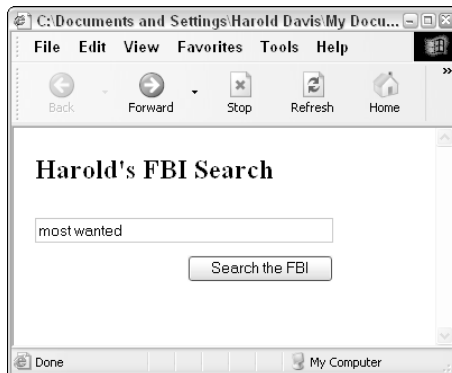 C:\Documents and Settings\Harold Davis\My Docu...
File Edit View Favorites Tools Help
»
Back Forward Stop Refresh Home
Harold's FBI Search
most wanted
Search the FBI
Done My Computer